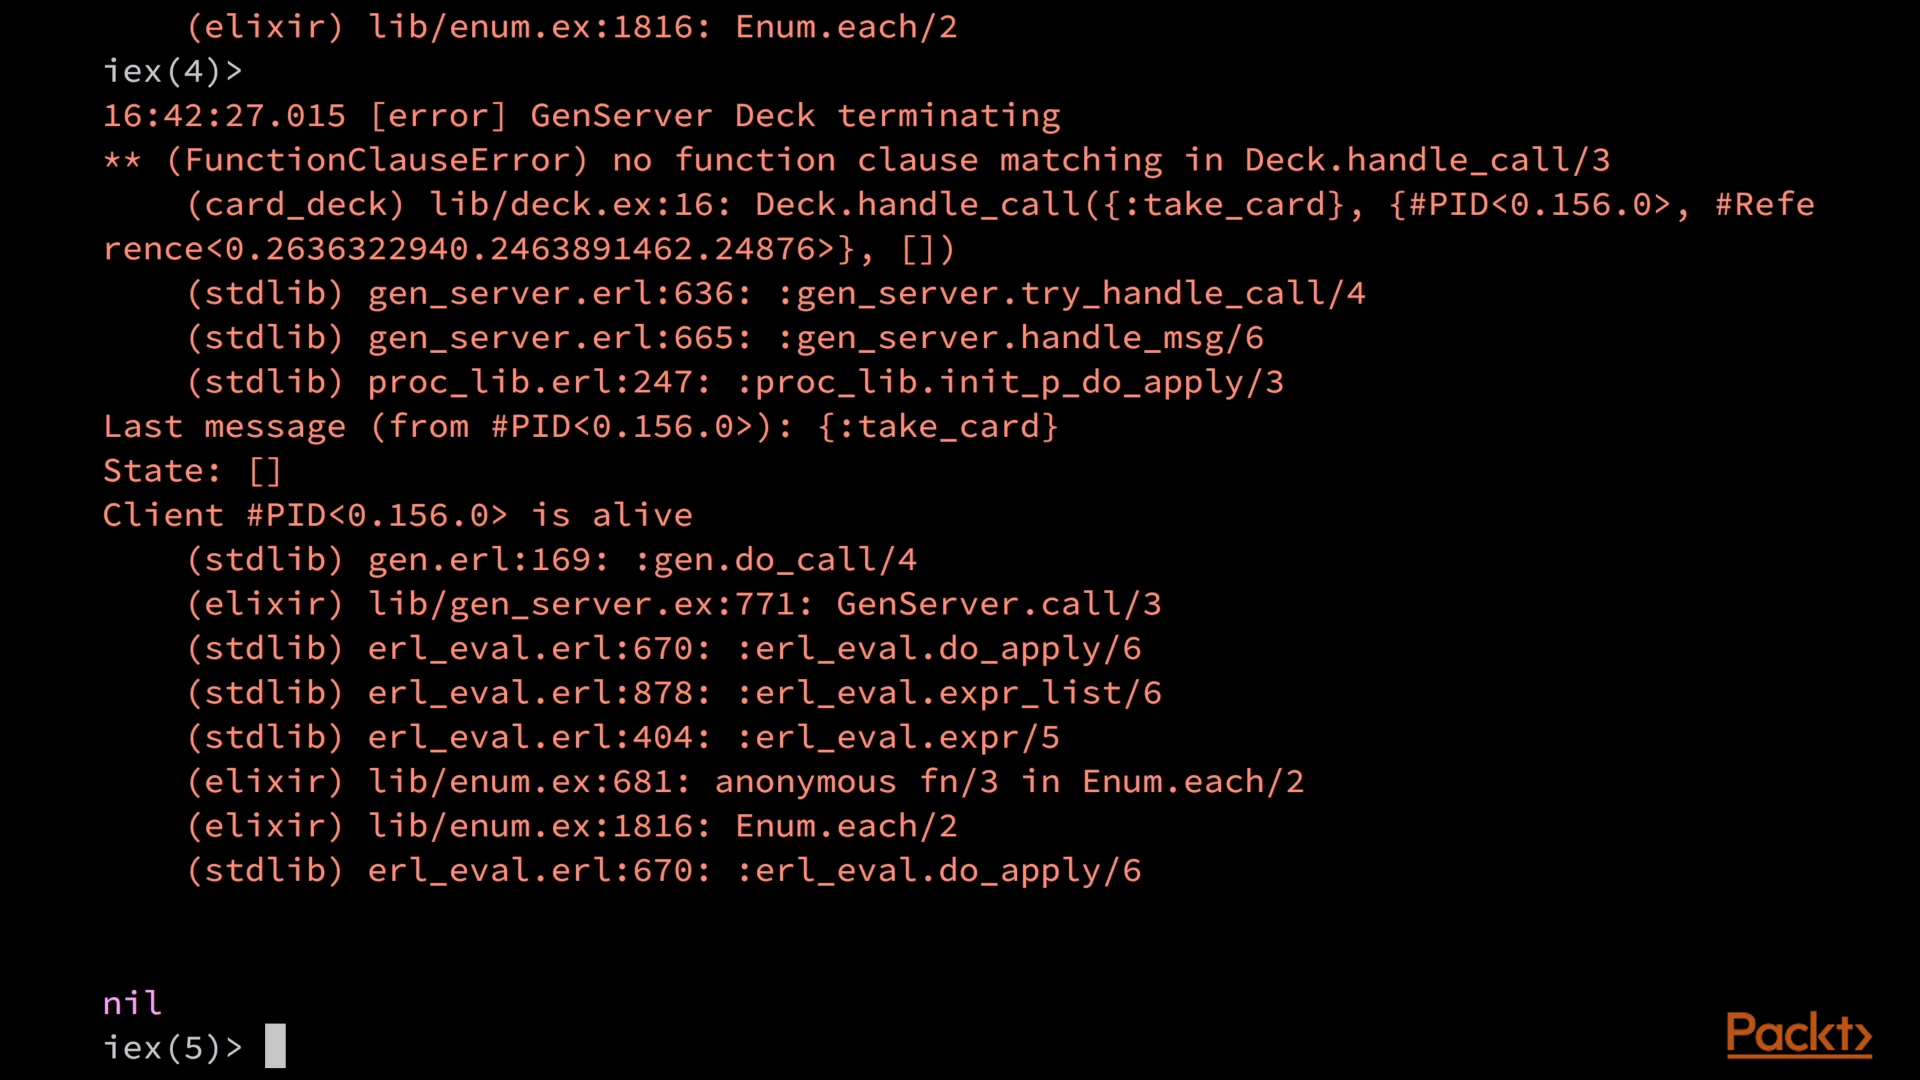 (elixir) lib/enum.ex:1816: Enum.each/2
iex(4)>
16:42:27.015 [error] GenServer Deck terminating
** (FunctionClauseError) no function clause matching in Deck.handle_call/3
(card_deck) lib/deck.ex:16: Deck.handle_call({:take_card}, {#PID<0.156.0>, #Refe
rence<0.2636322940.2463891462.24876>}, [])
(stdlib) gen_server.erl:636: :gen_server.try_handle_call/4
(stdlib) gen_server.erl:665: :gen_server.handle_msg/6
(stdlib) proc_lib.erl:247: :proc_lib.init_p_do_apply/3
Last message (from #PID<0.156.0>): {:take_card}
State: []
Client #PID<0.156.0> is alive
(stdlib) gen.erl:169: :gen.do_call/4
(elixir) lib/gen_server.ex:771: GenServer.call/3
(stdlib) erl_eval.erl:670: :erl_eval.do_apply/6
(stdlib) erl_eval.erl:878: :erl_eval.expr_list/6
(stdlib) erl_eval.erl:404: :erl_eval.expr/5
(elixir) lib/enum.ex:681: anonymous fn/3 in Enum.each/2
(elixir) lib/enum.ex:1816: Enum.each/2
(stdlib) erl_eval.erl:670: :erl_eval.do_apply/6
nil
iex(5)>
Packt>